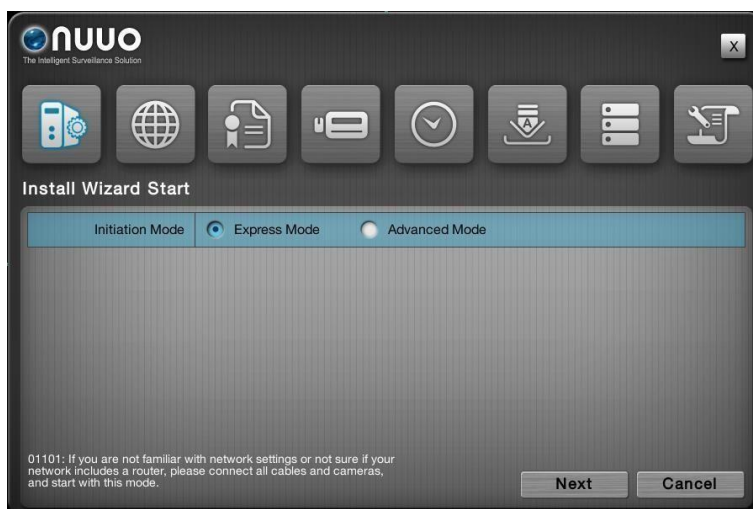 nuuo
The Intelligent Surveillance Solution
X
A
Install Wizard Start
Initiation Mode
Express Mode
Advanced Mode
01101: If you are not familiar with network settings or not sure if your
network includes a router, please connect all cables and cameras,
and start with this mode.
Next
Cancel